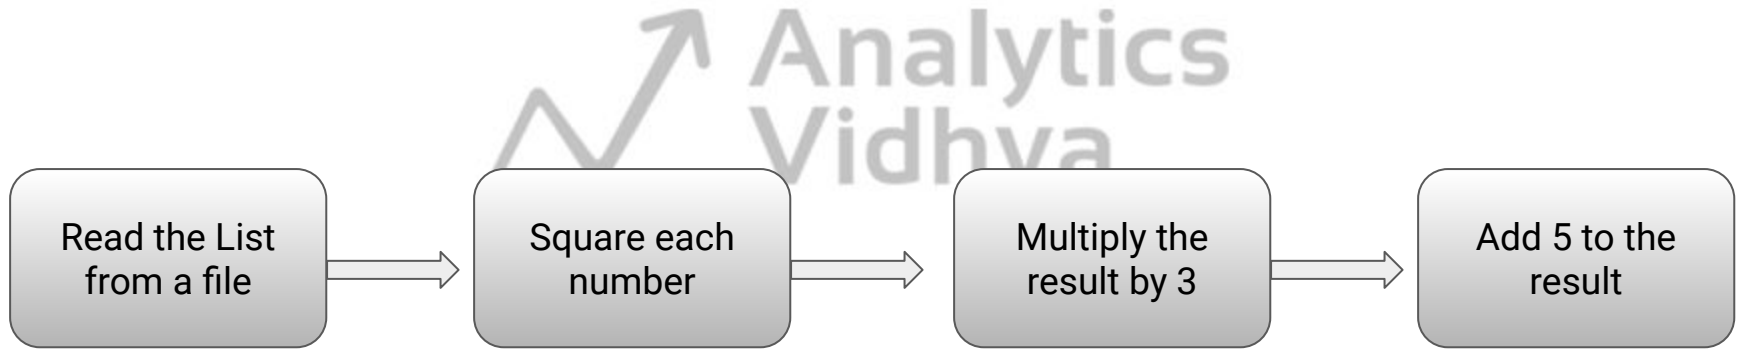 Analytics
Vidhya
Read the List
from a file
Square each
number
Multiply the
result by 3
Add 5 to the
result